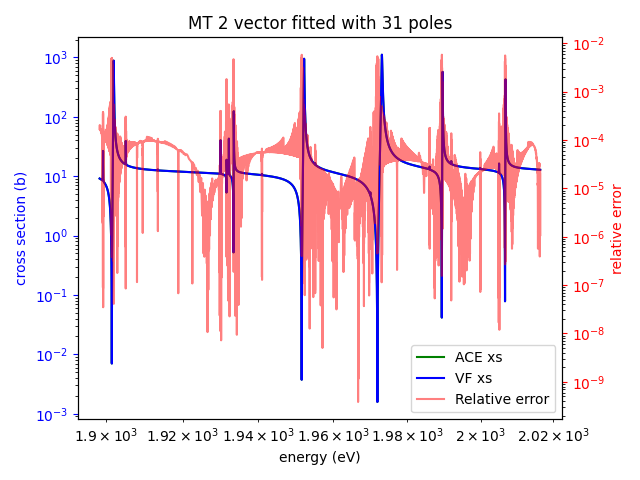 MT 2 vector fitted with 31 poles
10³
10²
10¹
10⁰
10⁻¹
10⁻²
10⁻³
cross section (b)
10⁻²
10⁻³
10⁻⁴
10⁻⁵
10⁻⁶
10⁻⁷
10⁻⁸
10⁻⁹
relative error
ACE xs
VF xs
Relative error
1.9 × 10³ 1.92 × 10³ 1.94 × 10³ 1.96 × 10³ 1.98 × 10³ 2 × 10³ 2.02 × 10³
energy (eV)